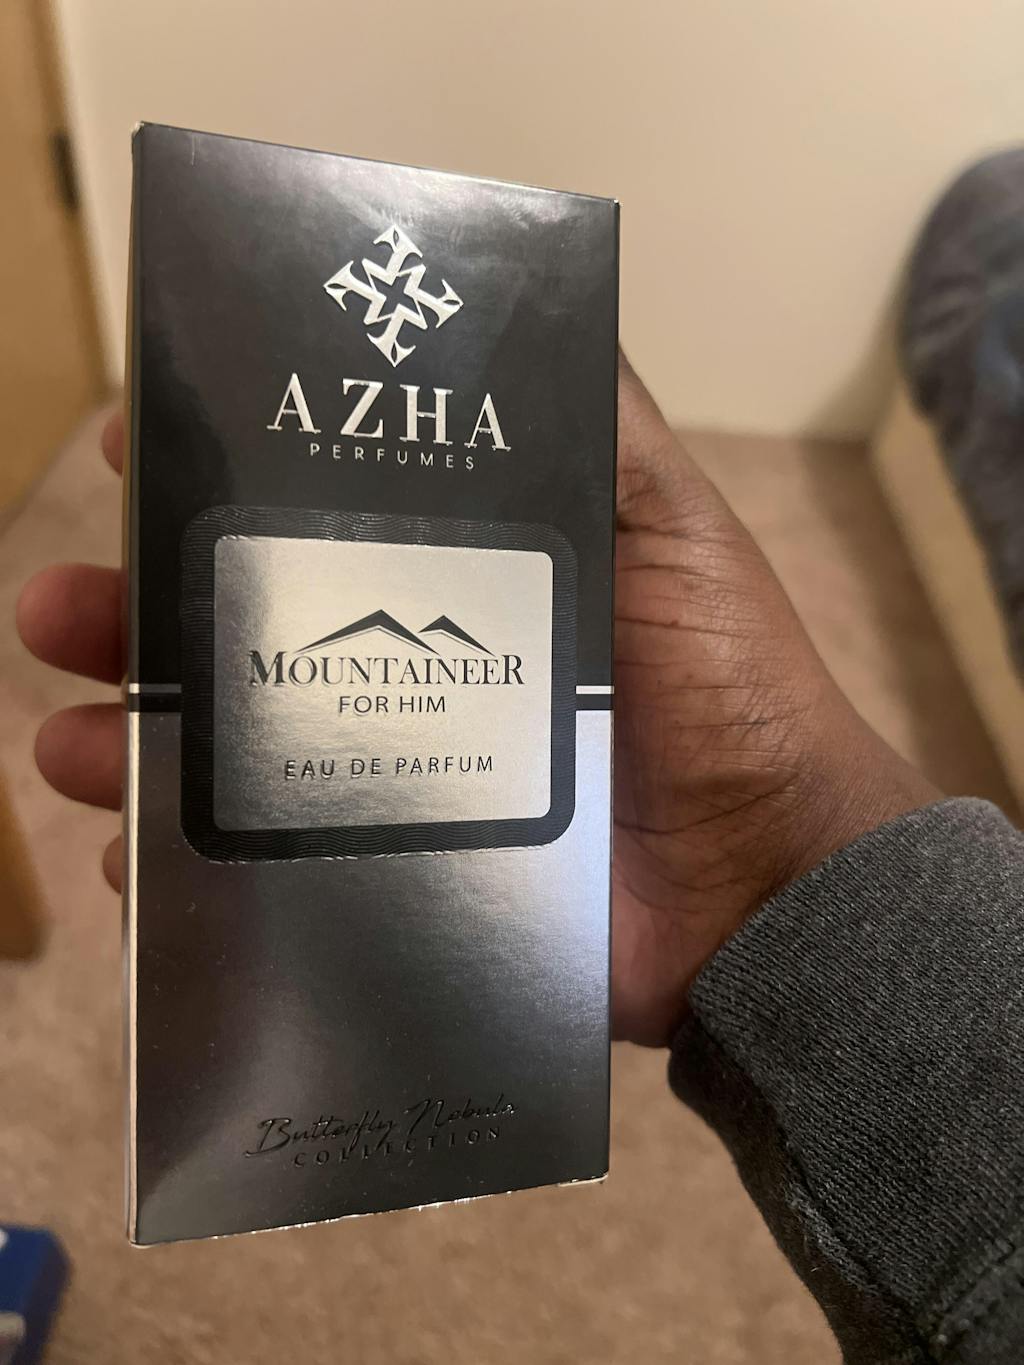 AZHA
PERFUMES
MOUNTAINEER
FOR HIM
EAU DE PARFUM
Butterfly Nebula
COLLECTION